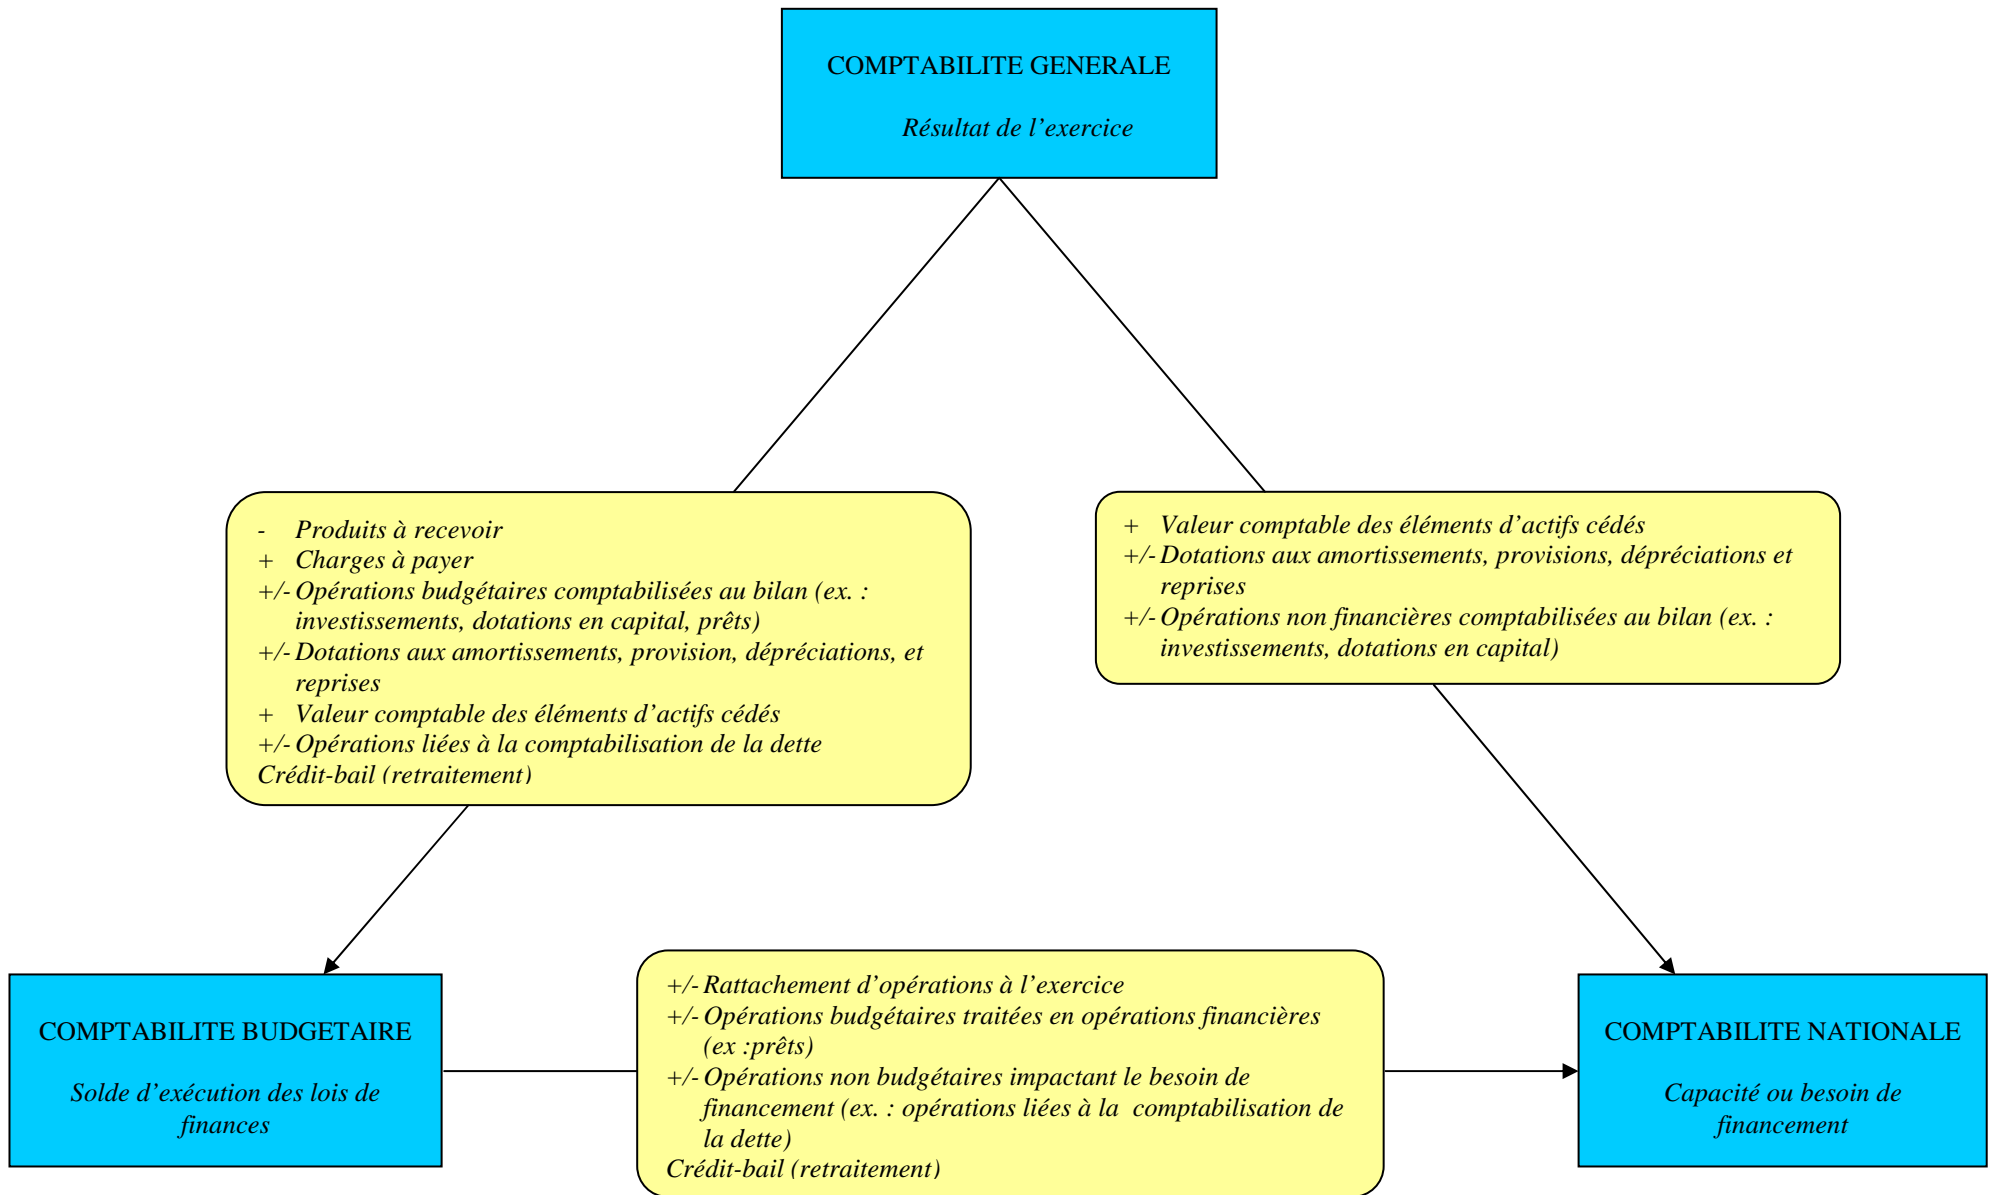 COMPTABILITE GENERALE
Résultat de l’exercice
- Produits à recevoir
+ Charges à payer
+/- Opérations budgétaires comptabilisées au bilan (ex. :
investissements, dotations en capital, prêts)
+/- Dotations aux amortissements, provision, dépréciations, et
reprises
+ Valeur comptable des éléments d’actifs cédés
+/- Opérations liées à la comptabilisation de la dette
Crédit-bail (retraitement)
+ Valeur comptable des éléments d’actifs cédés
+/- Dotations aux amortissements, provisions, dépréciations et
reprises
+/- Opérations non financières comptabilisées au bilan (ex. :
investissements, dotations en capital)
COMPTABILITE BUDGETAIRE
Solde d’exécution des lois de
finances
+/- Rattachement d’opérations à l’exercice
+/- Opérations budgétaires traitées en opérations financières
(ex :prêts)
+/- Opérations non budgétaires impactant le besoin de
financement (ex. : opérations liées à la comptabilisation de
la dette)
Crédit-bail (retraitement)
COMPTABILITE NATIONALE
Capacité ou besoin de
financement